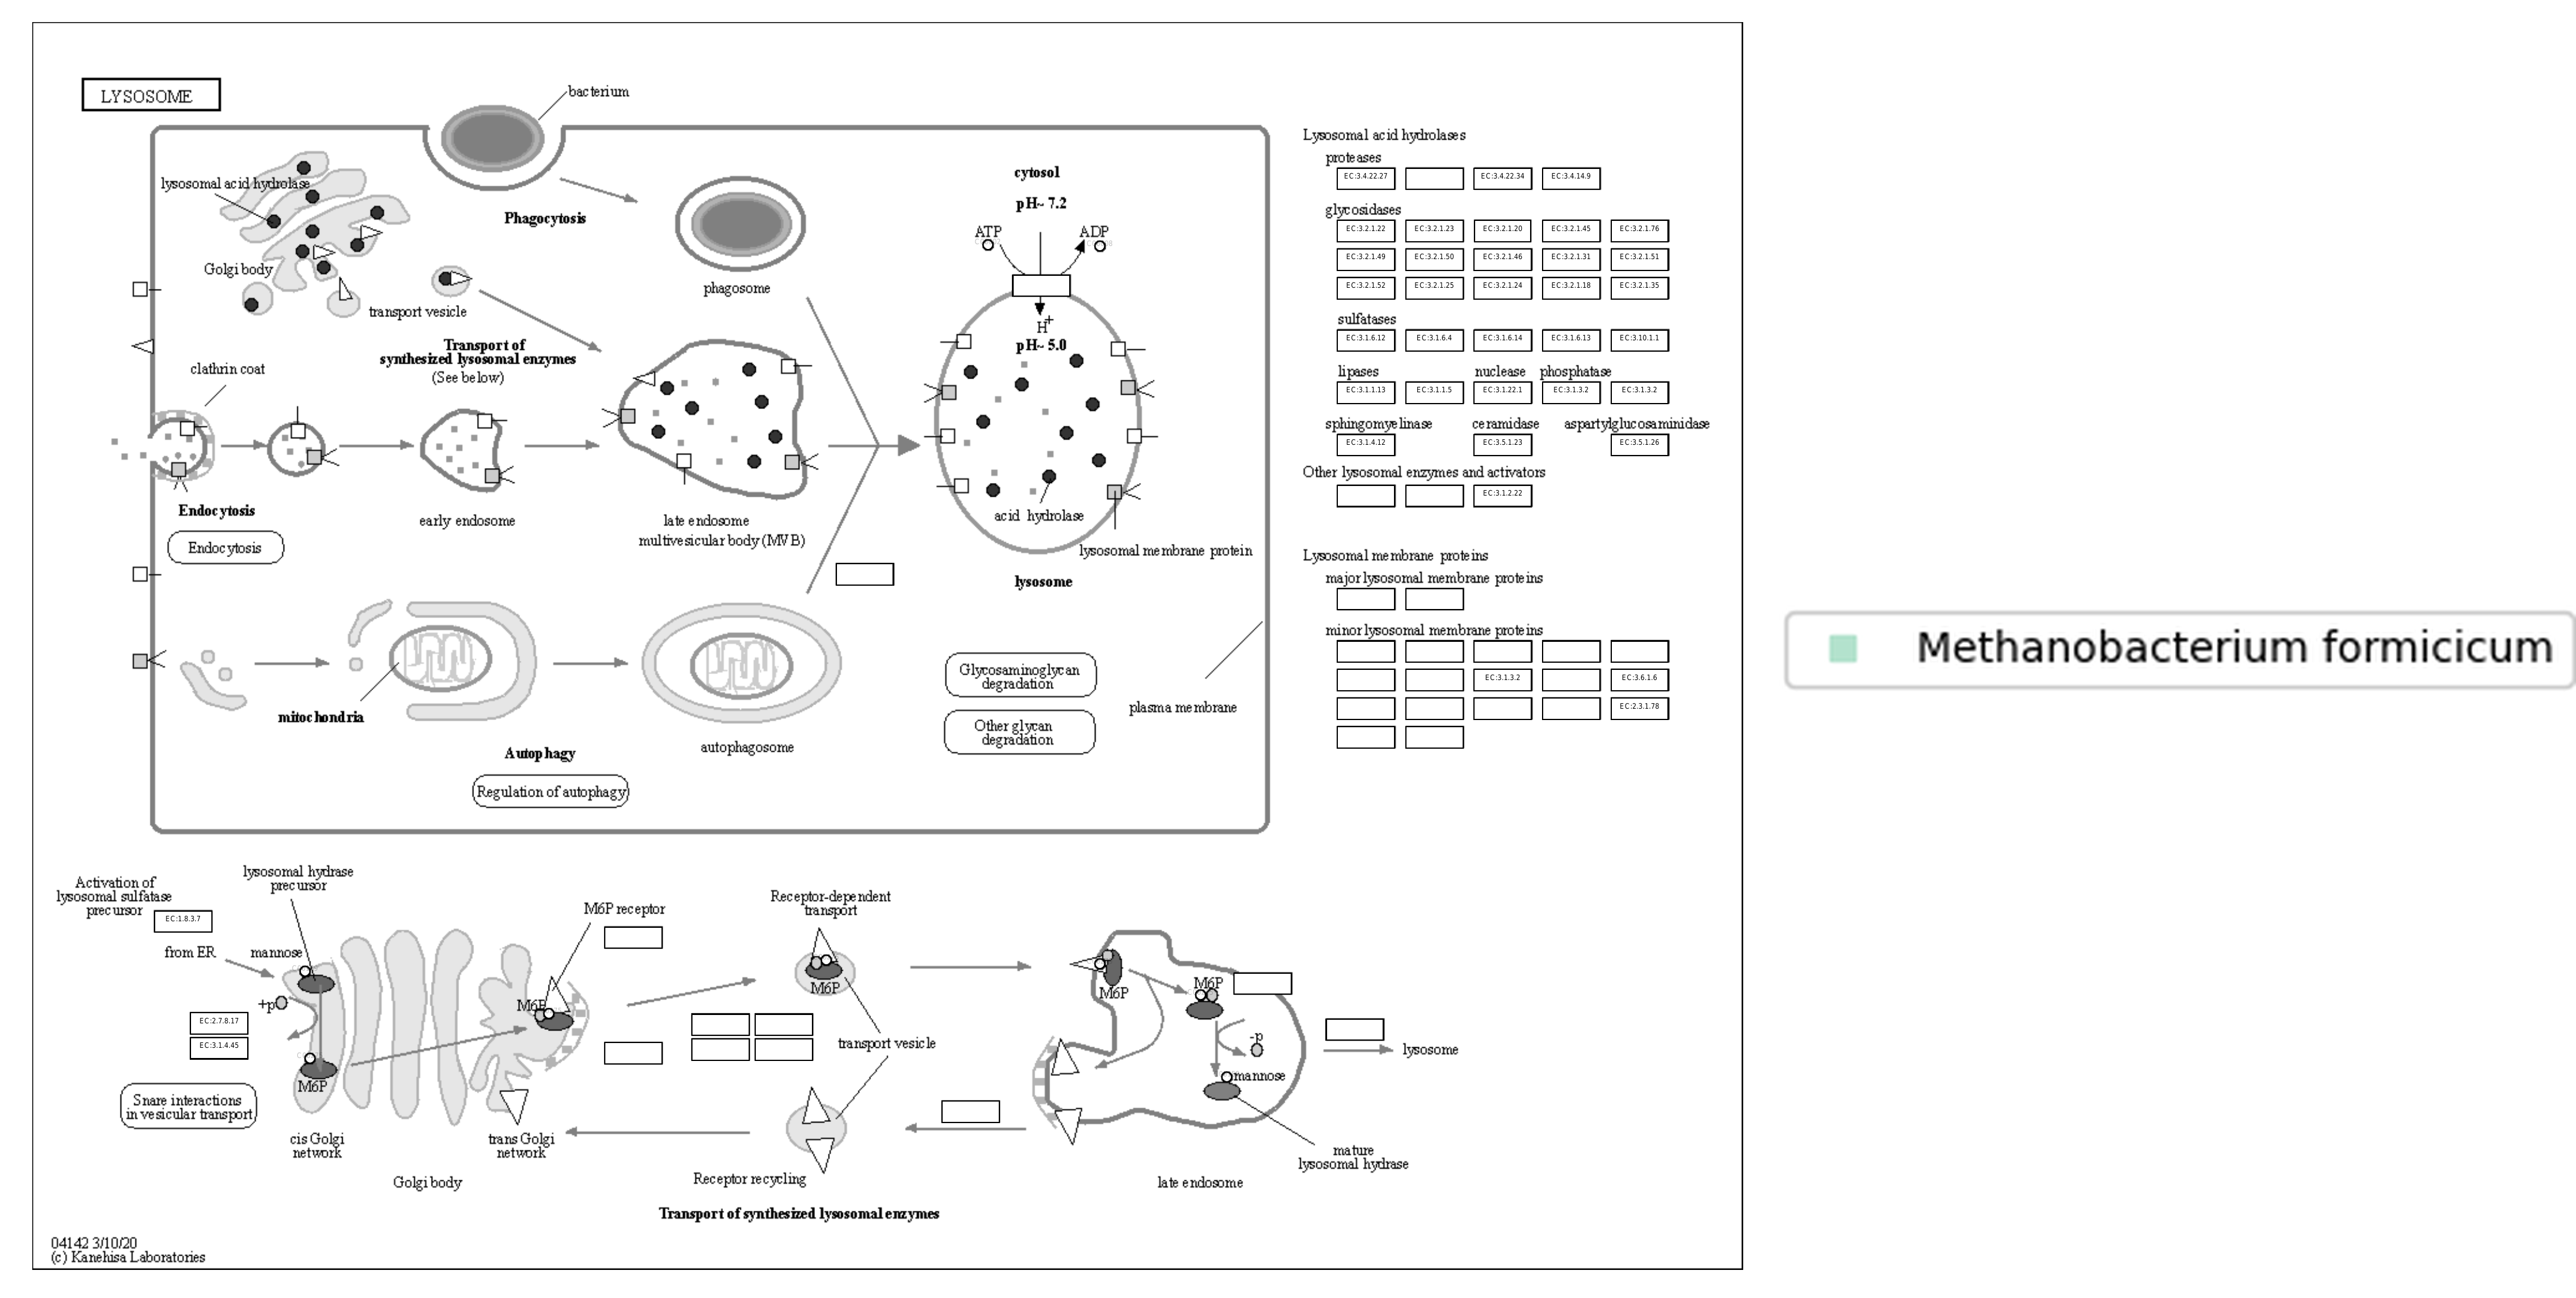 LYSOSOME
bacterium
lysosomal acid hydrolase
Golgi body
transport vesicle
Phagocytosis
phagosome
cytosol
pH~ 7.2
ATP
ADP
H+
pH~ 5.0
Transport of
synthesized lysosomal enzymes
(See below)
clathrin coat
Endocytosis
Endocytosis
early endosome
late endosome
multivesicular body (MVB)
acid hydrolase
lysosomal membrane protein
lysosome
mitochondria
Autophagy
Regulation of autophagy
autophagosome
Glycosaminoglycan
degradation
Other glycan
degradation
plasma membrane
Lysosomal acid hydrolases
proteases
EC:3.4.22.27 EC:3.4.22.34 EC:3.4.14.9
glycosidases
EC:3.2.1.22 EC:3.2.1.23 EC:3.2.1.20 EC:3.2.1.45 EC:3.2.1.76
EC:3.2.1.49 EC:3.2.1.50 EC:3.2.1.46 EC:3.2.1.31 EC:3.2.1.51
EC:3.2.1.52 EC:3.2.1.25 EC:3.2.1.24 EC:3.2.1.18 EC:3.2.1.35
sulfatases
EC:3.1.6.12 EC:3.1.6.4 EC:3.1.6.14 EC:3.1.6.13 EC:3.10.1.1
lipases nuclease phosphatase
EC:3.1.1.13 EC:3.1.1.5 EC:3.1.22.1 EC:3.1.3.2 EC:3.1.3.2
sphingomyelinase ceramidase aspartylglucosaminidase
EC:3.1.4.12 EC:3.5.1.23 EC:3.5.1.26
Other lysosomal enzymes and activators
EC:3.1.2.22
Lysosomal membrane proteins
major lysosomal membrane proteins
minor lysosomal membrane proteins
EC:3.1.3.2 EC:3.6.1.6
EC:2.3.1.78
Methanobacterium formicicum
Activation of
lysosomal sulfatase
precursor
EC:1.8.3.7
lysosomal hydrase
precursor
from ER
mannose
+p
EC:2.7.8.17
EC:3.1.4.45
M6P
Snare interactions
in vesicular transport
cis Golgi
network
Golgi body
trans Golgi
network
M6P
M6P receptor
Receptor-dependent
transport
M6P
transport vesicle
Receptor recycling
M6P
M6P
-p
mannose
lysosome
mature
lysosomal hydrase
late endosome
Transport of synthesized lysosomal enzymes
04142 3/10/20
(c) Kanehisa Laboratories